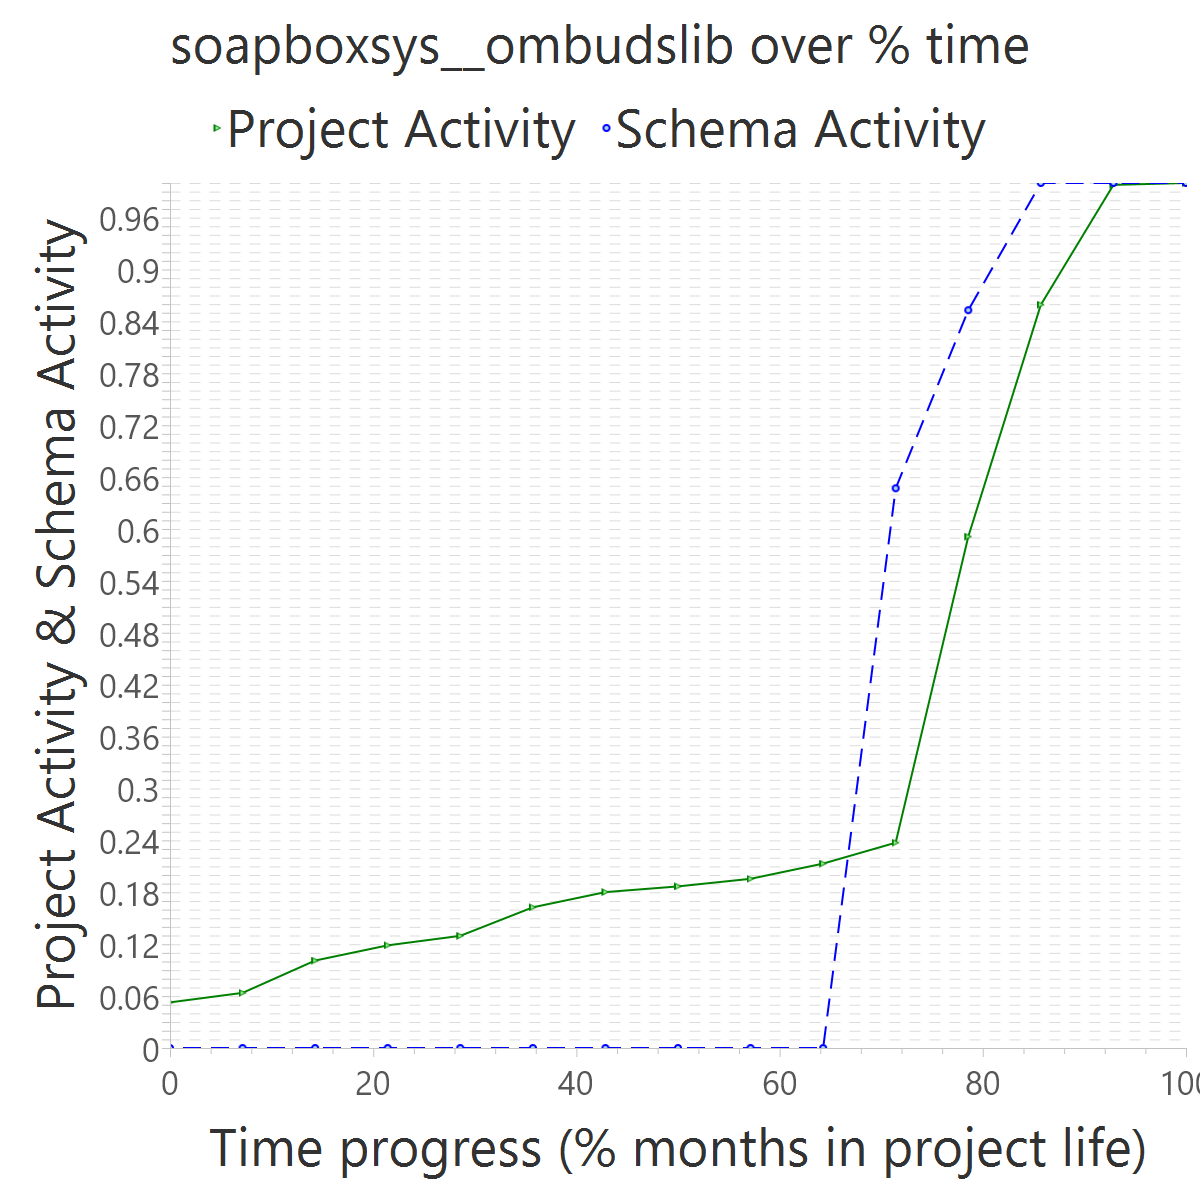 soapboxsys__ombudslib over % time
Project Activity
Schema Activity
Project Activity & Schema Activity
0.96
0.9
0.84
0.78
0.72
0.66
0.6
0.54
0.48
0.42
0.36
0.3
0.24
0.18
0.12
0.06
0
0 20 40 60 80 100
Time progress (% months in project life)